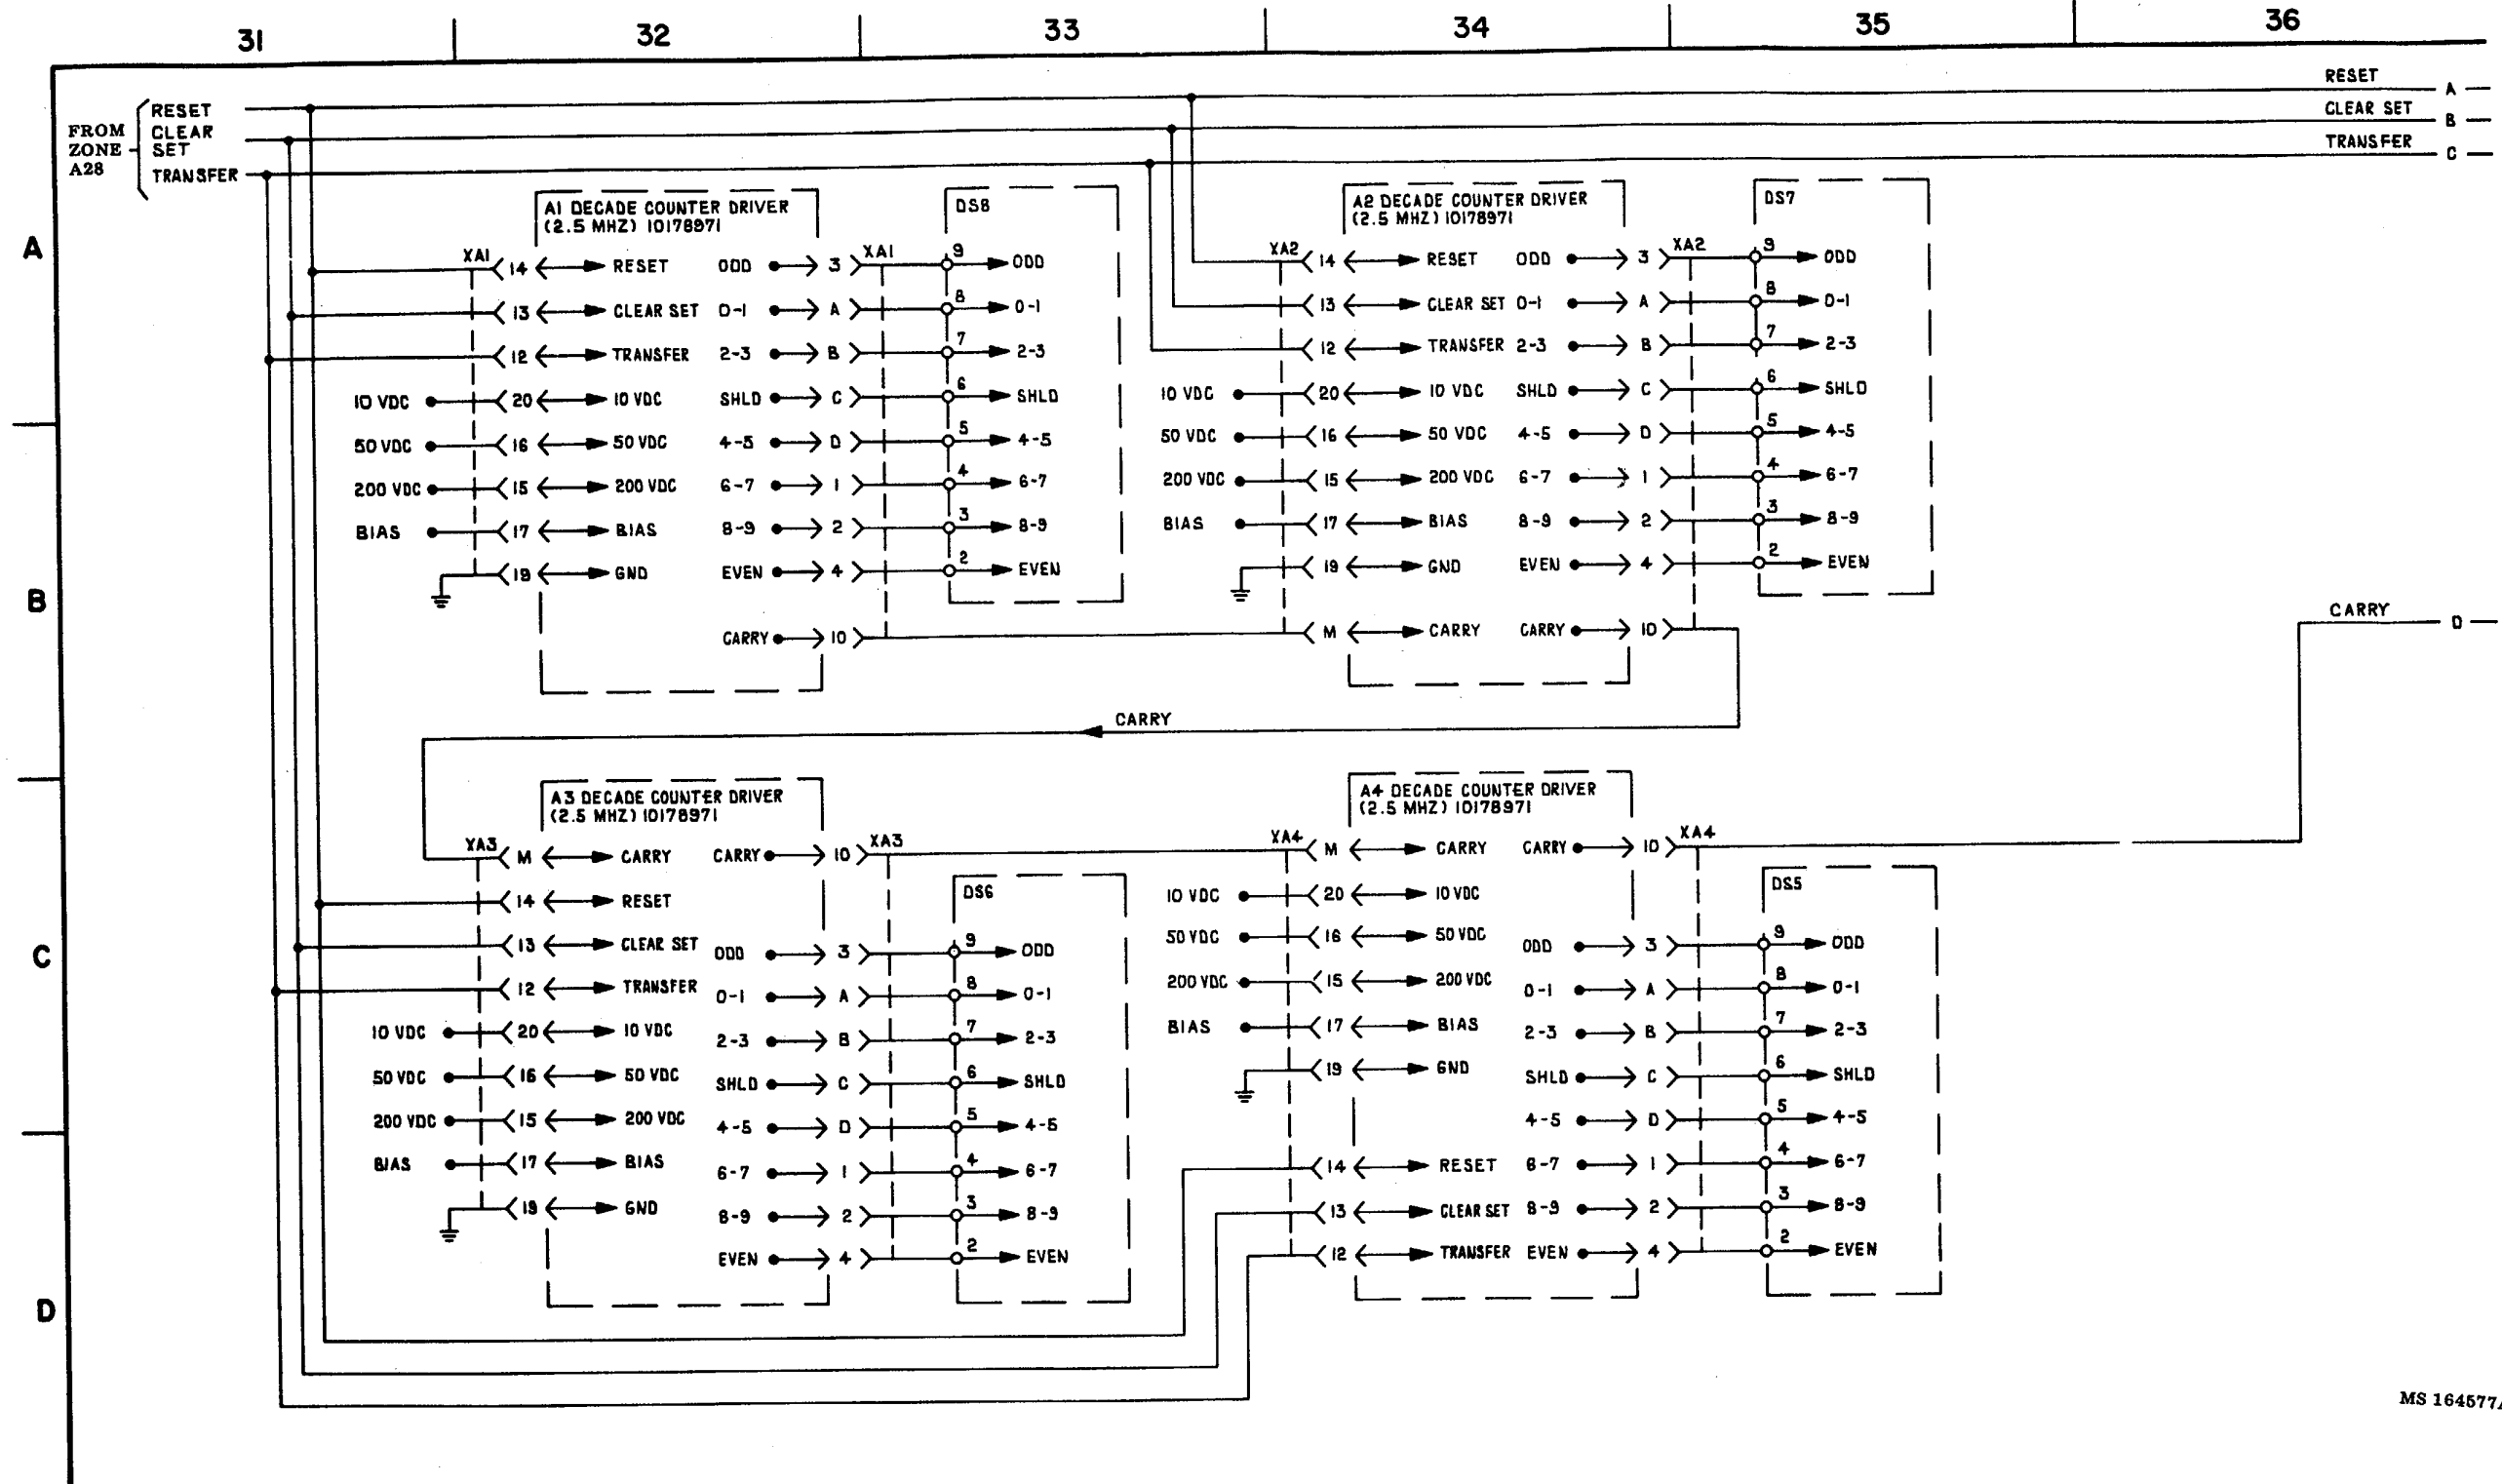 31 32 33 34 35 36
RESET
CLEAR SET
TRANSFER
A
B
C
FROM ZONE A28
RESET
CLEAR
SET
TRANSFER
A1 DECADE COUNTER DRIVER
(2.5 MHZ) 10178971
DS8
A2 DECADE COUNTER DRIVER
(2.5 MHZ) 10178971
DS7
A
XA1 14 RESET ODD 3 XA1 9 ODD
13 CLEAR SET 0-1 A 8 0-1
12 TRANSFER 2-3 B 7 2-3
10 VDC 20 10 VDC SHLD C 6 SHLD
50 VDC 16 50 VDC 4-5 D 5 4-5
200 VDC 15 200 VDC 6-7 1 4 6-7
BIAS 17 BIAS 8-9 2 3 8-9
19 GND EVEN 4 2 EVEN
CARRY 10
XA2 14 RESET ODD 3 XA2 9 ODD
13 CLEAR SET 0-1 A 8 0-1
12 TRANSFER 2-3 B 7 2-3
10 VDC 20 10 VDC SHLD C 6 SHLD
50 VDC 16 50 VDC 4-5 D 5 4-5
200 VDC 15 200 VDC 6-7 1 4 6-7
BIAS 17 BIAS 8-9 2 3 8-9
19 GND EVEN 4 2 EVEN
M CARRY CARRY 10
B
CARRY D
CARRY
A3 DECADE COUNTER DRIVER
(2.5 MHZ) 10178971
XA3 M CARRY CARRY 10 XA3
DS6
14 RESET
13 CLEAR SET ODD 3 9 ODD
12 TRANSFER 0-1 A 8 0-1
10 VDC 20 10 VDC 2-3 B 7 2-3
50 VDC 16 50 VDC SHLD C 6 SHLD
200 VDC 15 200 VDC 4-5 D 5 4-5
BIAS 17 BIAS 6-7 1 4 6-7
19 GND 8-9 2 3 8-9
EVEN 4 2 EVEN
A4 DECADE COUNTER DRIVER
(2.5 MHZ) 10178971
XA4 M CARRY CARRY 10 XA4
DS5
10 VDC 20 10 VDC
50 VDC 16 50 VDC ODD 3 9 ODD
200 VDC 15 200 VDC 0-1 A 8 0-1
BIAS 17 BIAS 2-3 B 7 2-3
19 GND SHLD C 6 SHLD
4-5 D 5 4-5
14 RESET 6-7 1 4 6-7
13 CLEAR SET 8-9 2 3 8-9
12 TRANSFER EVEN 4 2 EVEN
C
D
MS 164577A